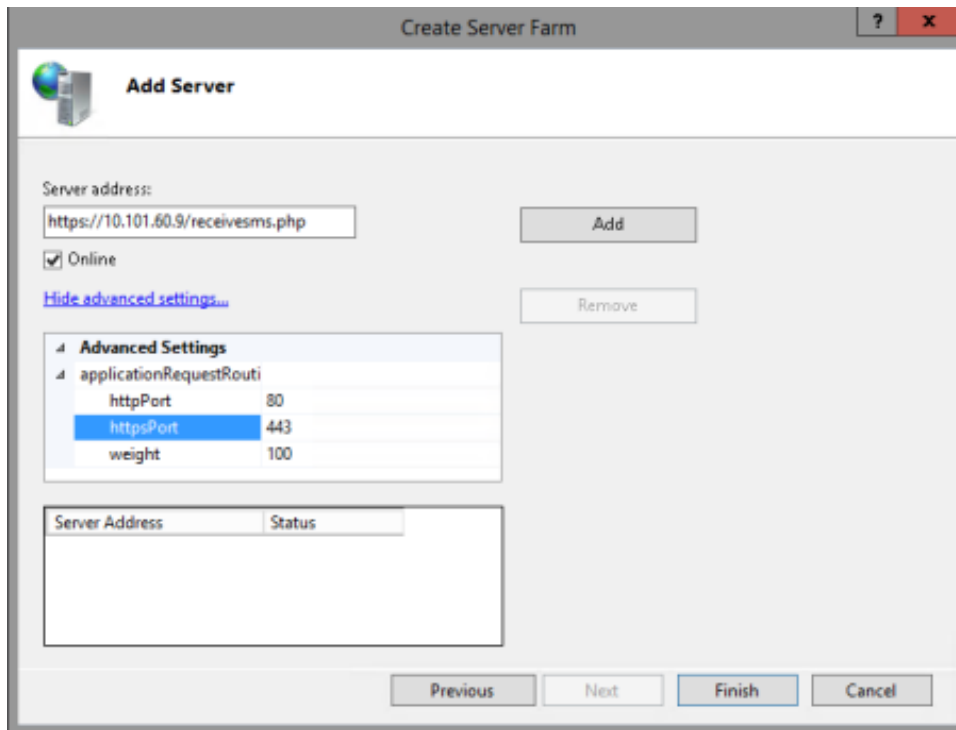 Create Server Farm
? x
Add Server
Server address:
https://10.101.60.9/receivesms.php
Add
Online
Hide advanced settings...
Remove
Advanced Settings
applicationRequestRouti
httpPort 80
httpsPort 443
weight 100
Server Address Status
Previous Next Finish Cancel